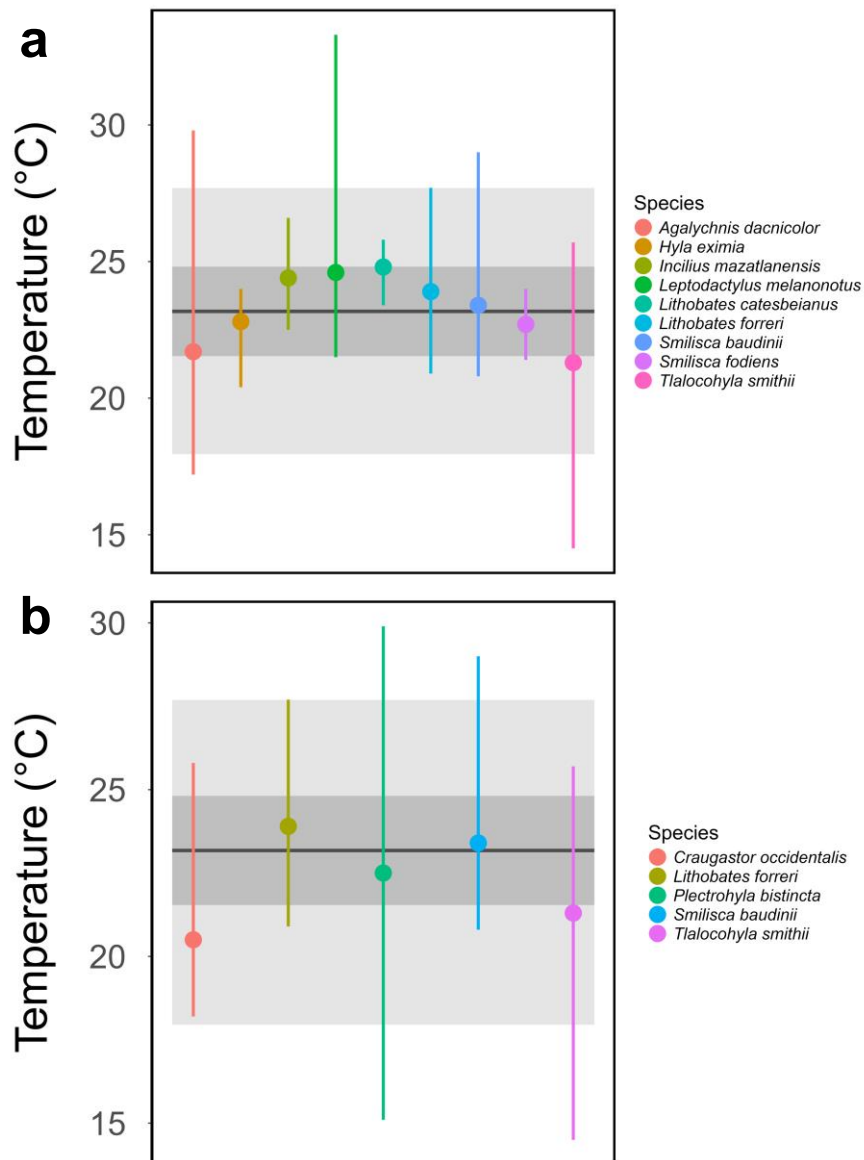 a
Temperature (°C)
30
25
20
15
Species
Agalychnis dacnicolor
Hyla eximia
Incilius mazatlanensis
Leptodactylus melanonotus
Lithobates catesbeianus
Lithobates forreri
Smilisca baudinii
Smilisca fodiens
Tlalocohyla smithii
b
Temperature (°C)
30
25
20
15
Species
Craugastor occidentalis
Lithobates forreri
Plectrohyla bistincta
Smilisca baudinii
Tlalocohyla smithii